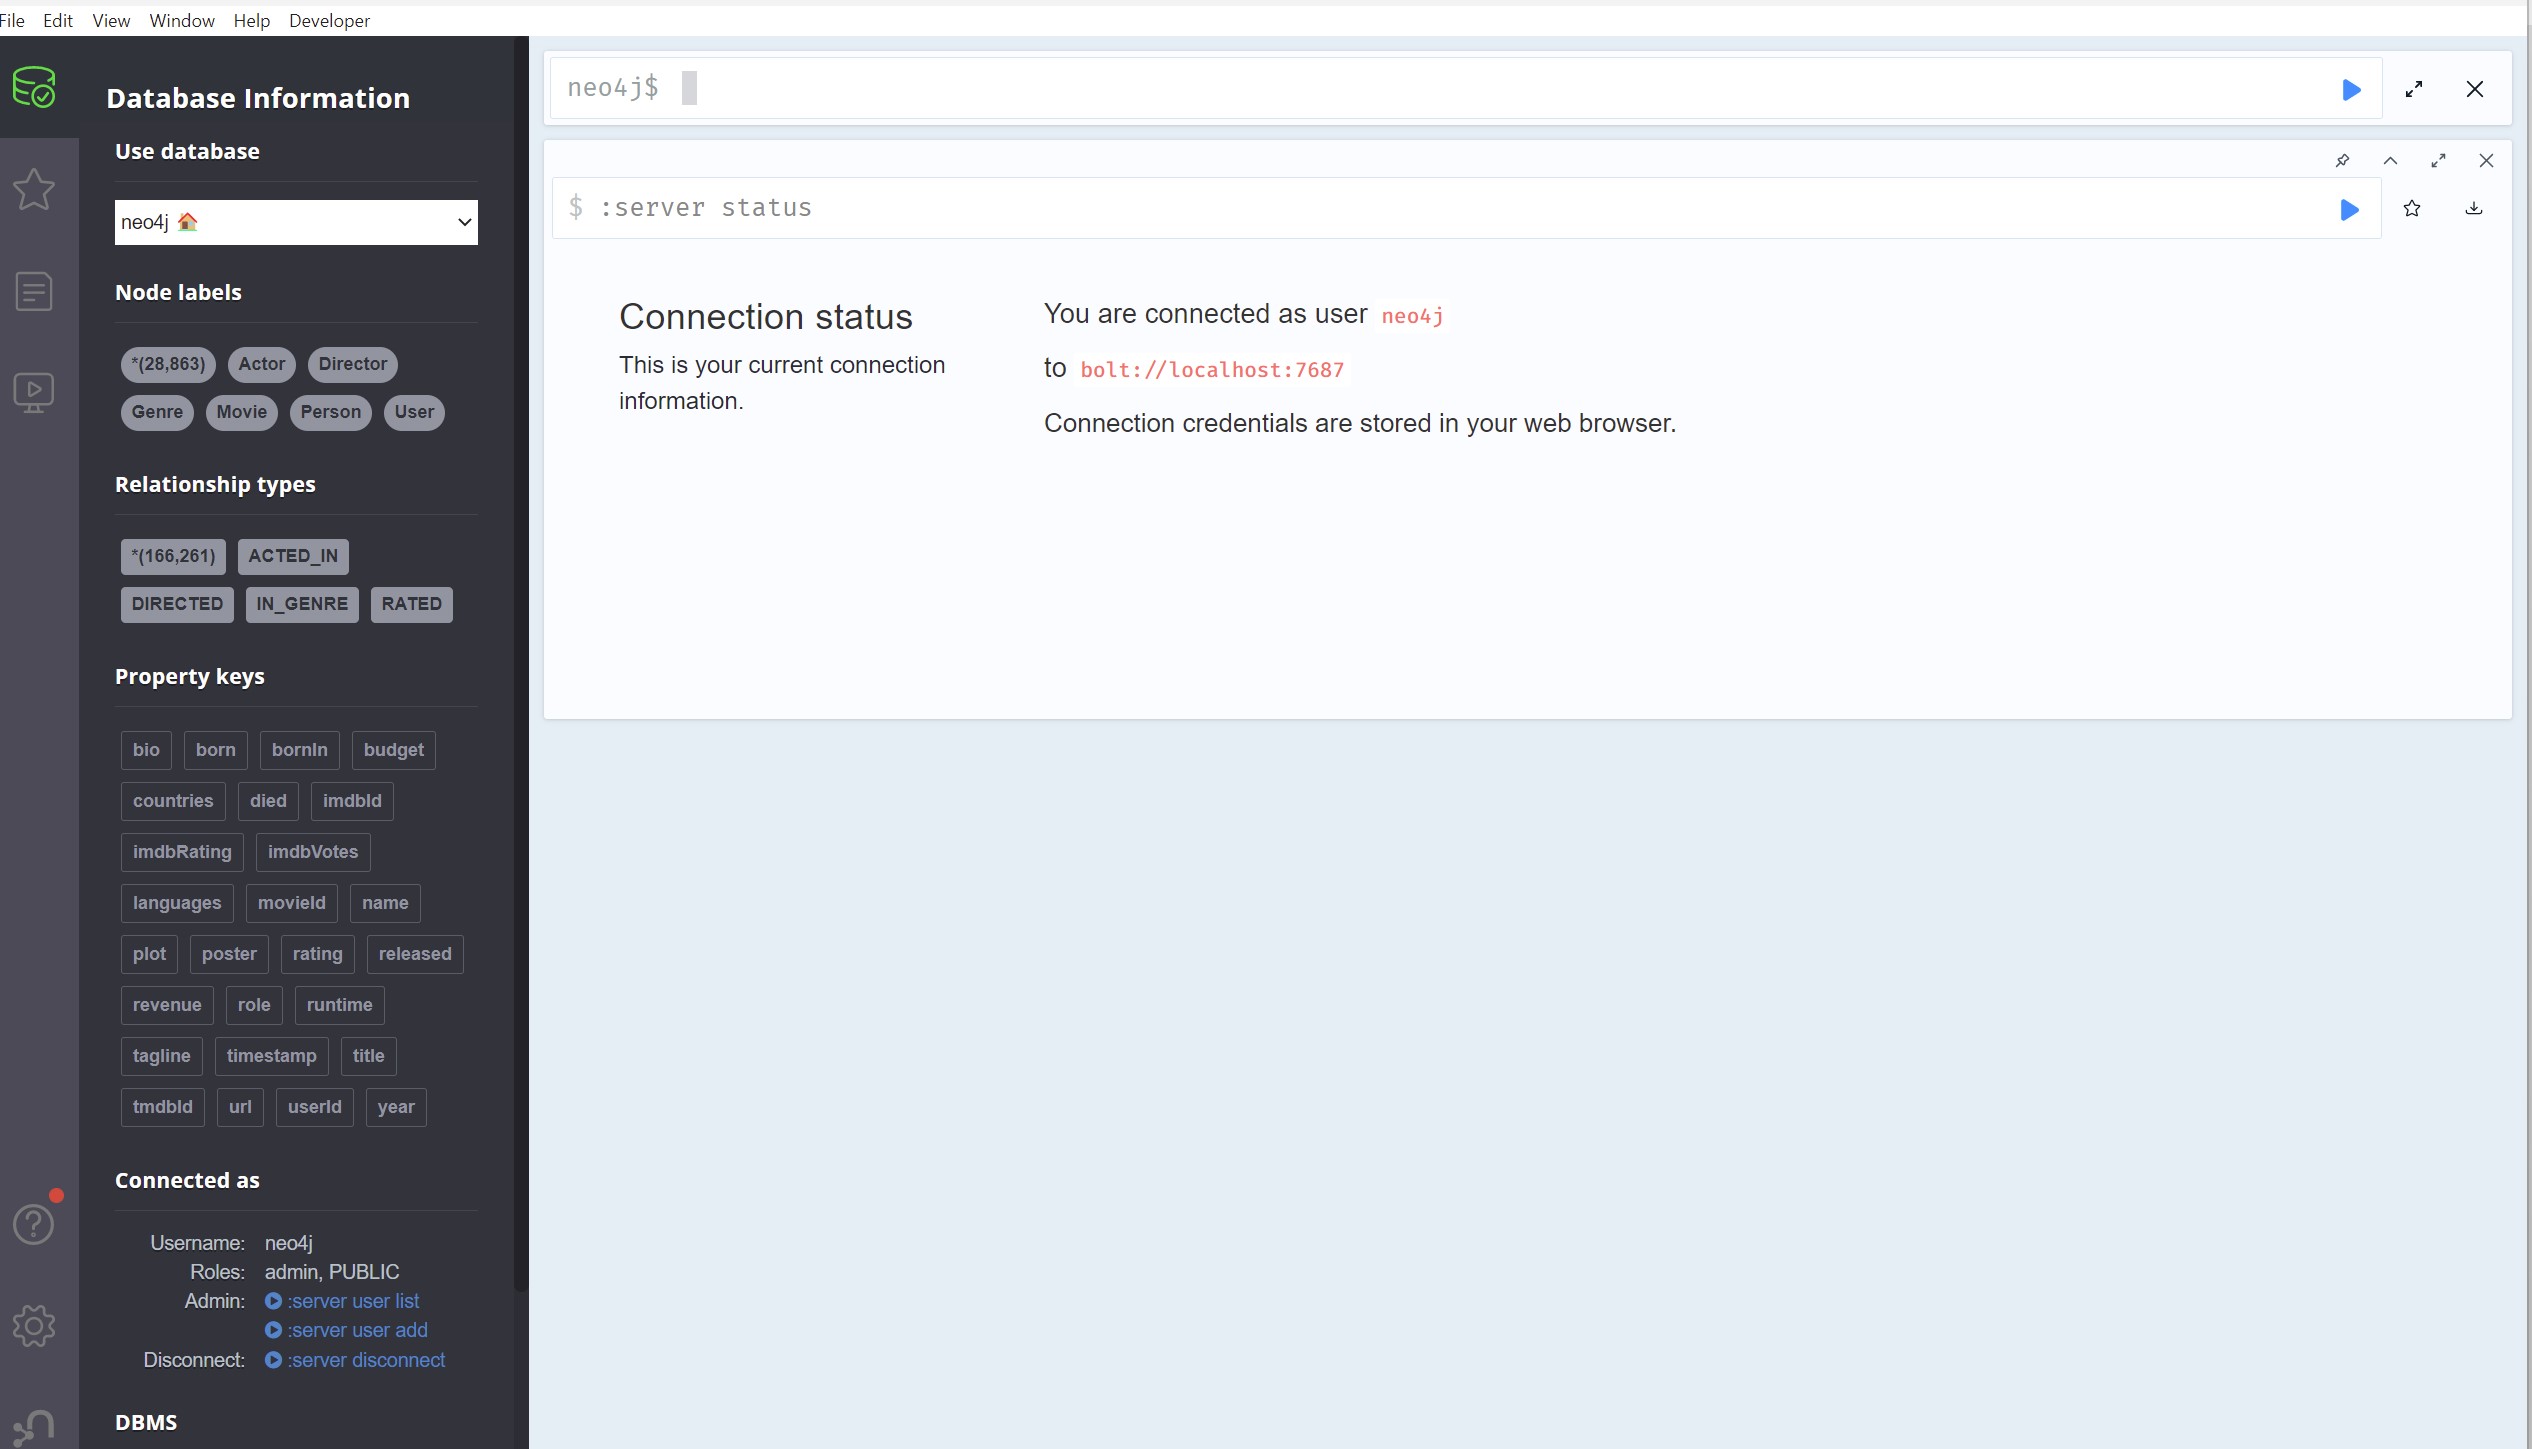 File Edit View Window Help Developer
Database Information
Use database
neo4j
Node labels
*(28,863) Actor Director
Genre Movie Person User
Relationship types
*(166,261) ACTED_IN
DIRECTED IN_GENRE RATED
Property keys
bio born bornIn budget
countries died imdbId
imdbRating imdbVotes
languages movieId name
plot poster rating released
revenue role runtime
tagline timestamp title
tmdbId url userId year
Connected as
Username: neo4j
Roles: admin, PUBLIC
Admin: :server user list
:server user add
Disconnect: :server disconnect
DBMS
neo4j$
$ :server status
Connection status
This is your current connection
information.
You are connected as user neo4j
to bolt://localhost:7687
Connection credentials are stored in your web browser.